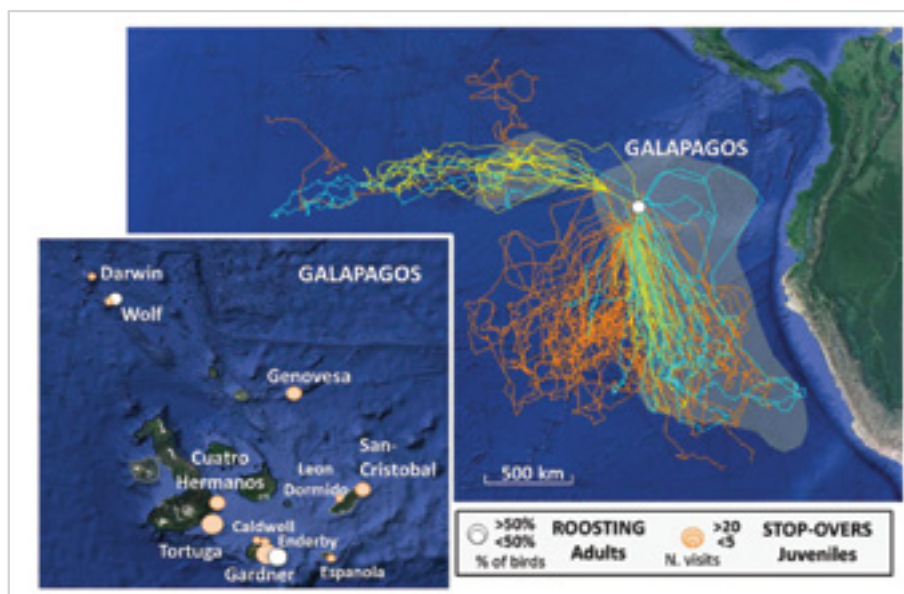 GALAPAGOS
500 km
GALAPAGOS
Darwin
Wolf
Genovesa
San-
Cristobal
Cuatro
Hermanos
Leon
Dormido
Caldwell
Enderby
Tortuga
Gardner
Espanola
>50%
<50%
% of birds
ROOSTING
Adults
>20
<5
N. visits
STOP-OVERS
Juveniles